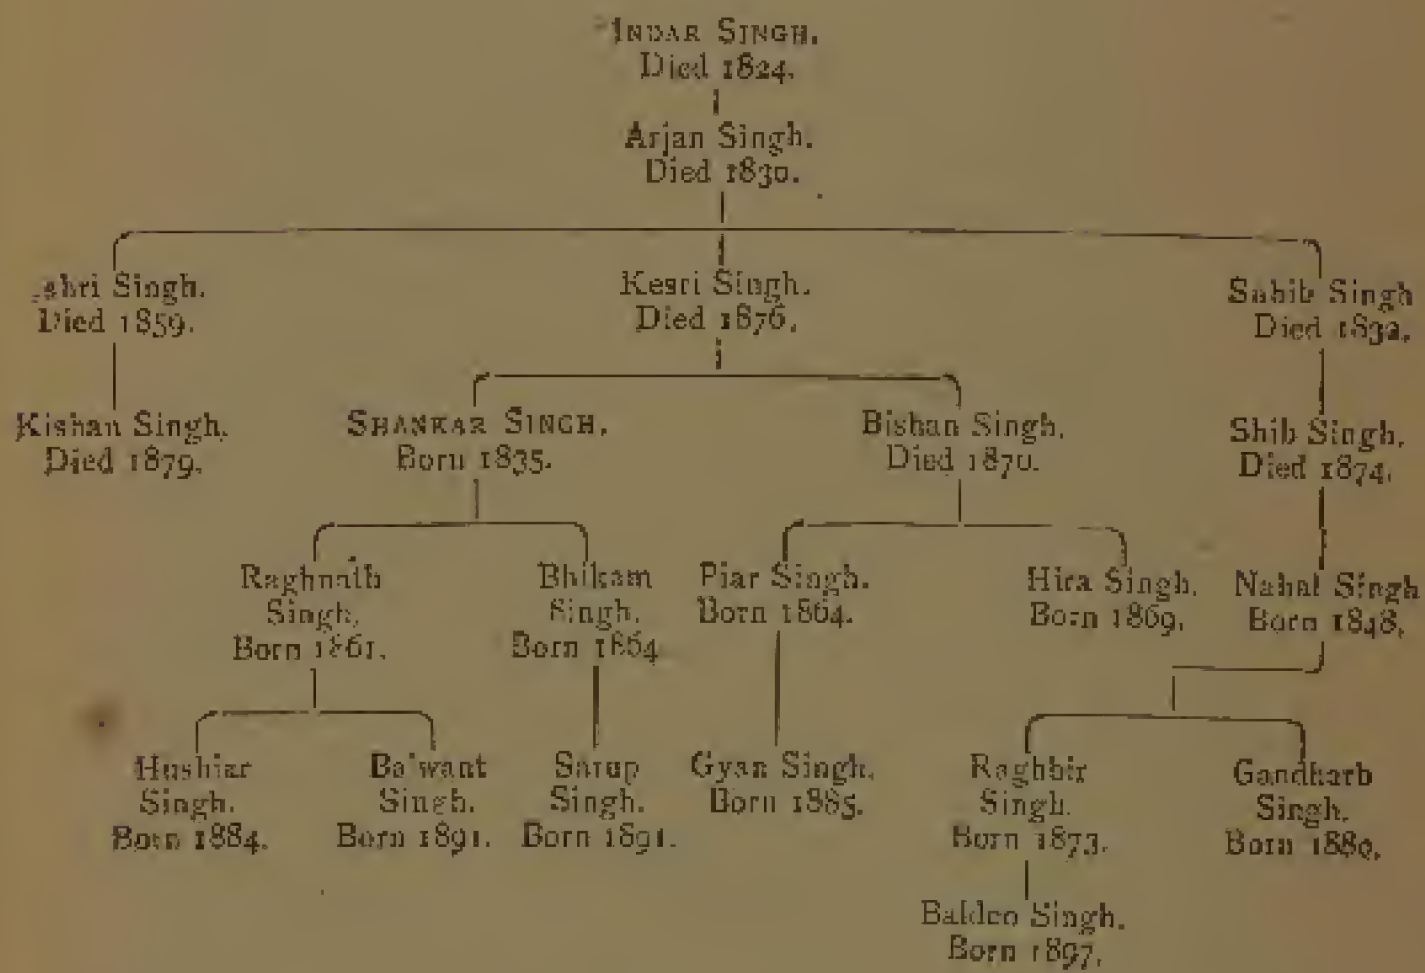 INDAR SINGH.
Died 1824.
Arjan Singh.
Died 1830.
Singh.
Died 1859.
Kesri Singh.
Died 1876.
Sahib Singh
Died 1832.
Kishan Singh.
Died 1879.
SHANKAR SINGH.
Born 1835.
Bishan Singh.
Died 1870.
Shib Singh.
Died 1874.
Raghnath
Singh.
Born 1861.
Bhikam
Singh.
Born 1864
Piar Singh.
Born 1864.
Hira Singh.
Born 1869.
Nahal Singh
Born 1848.
Hushiar
Singh.
Born 1884.
Balwant
Singh.
Born 1891.
Sarup
Singh.
Born 1891.
Gyan Singh.
Born 1885.
Raghbir
Singh.
Born 1873.
Gandharb
Singh.
Born 1880.
Baldeo Singh.
Born 1897.